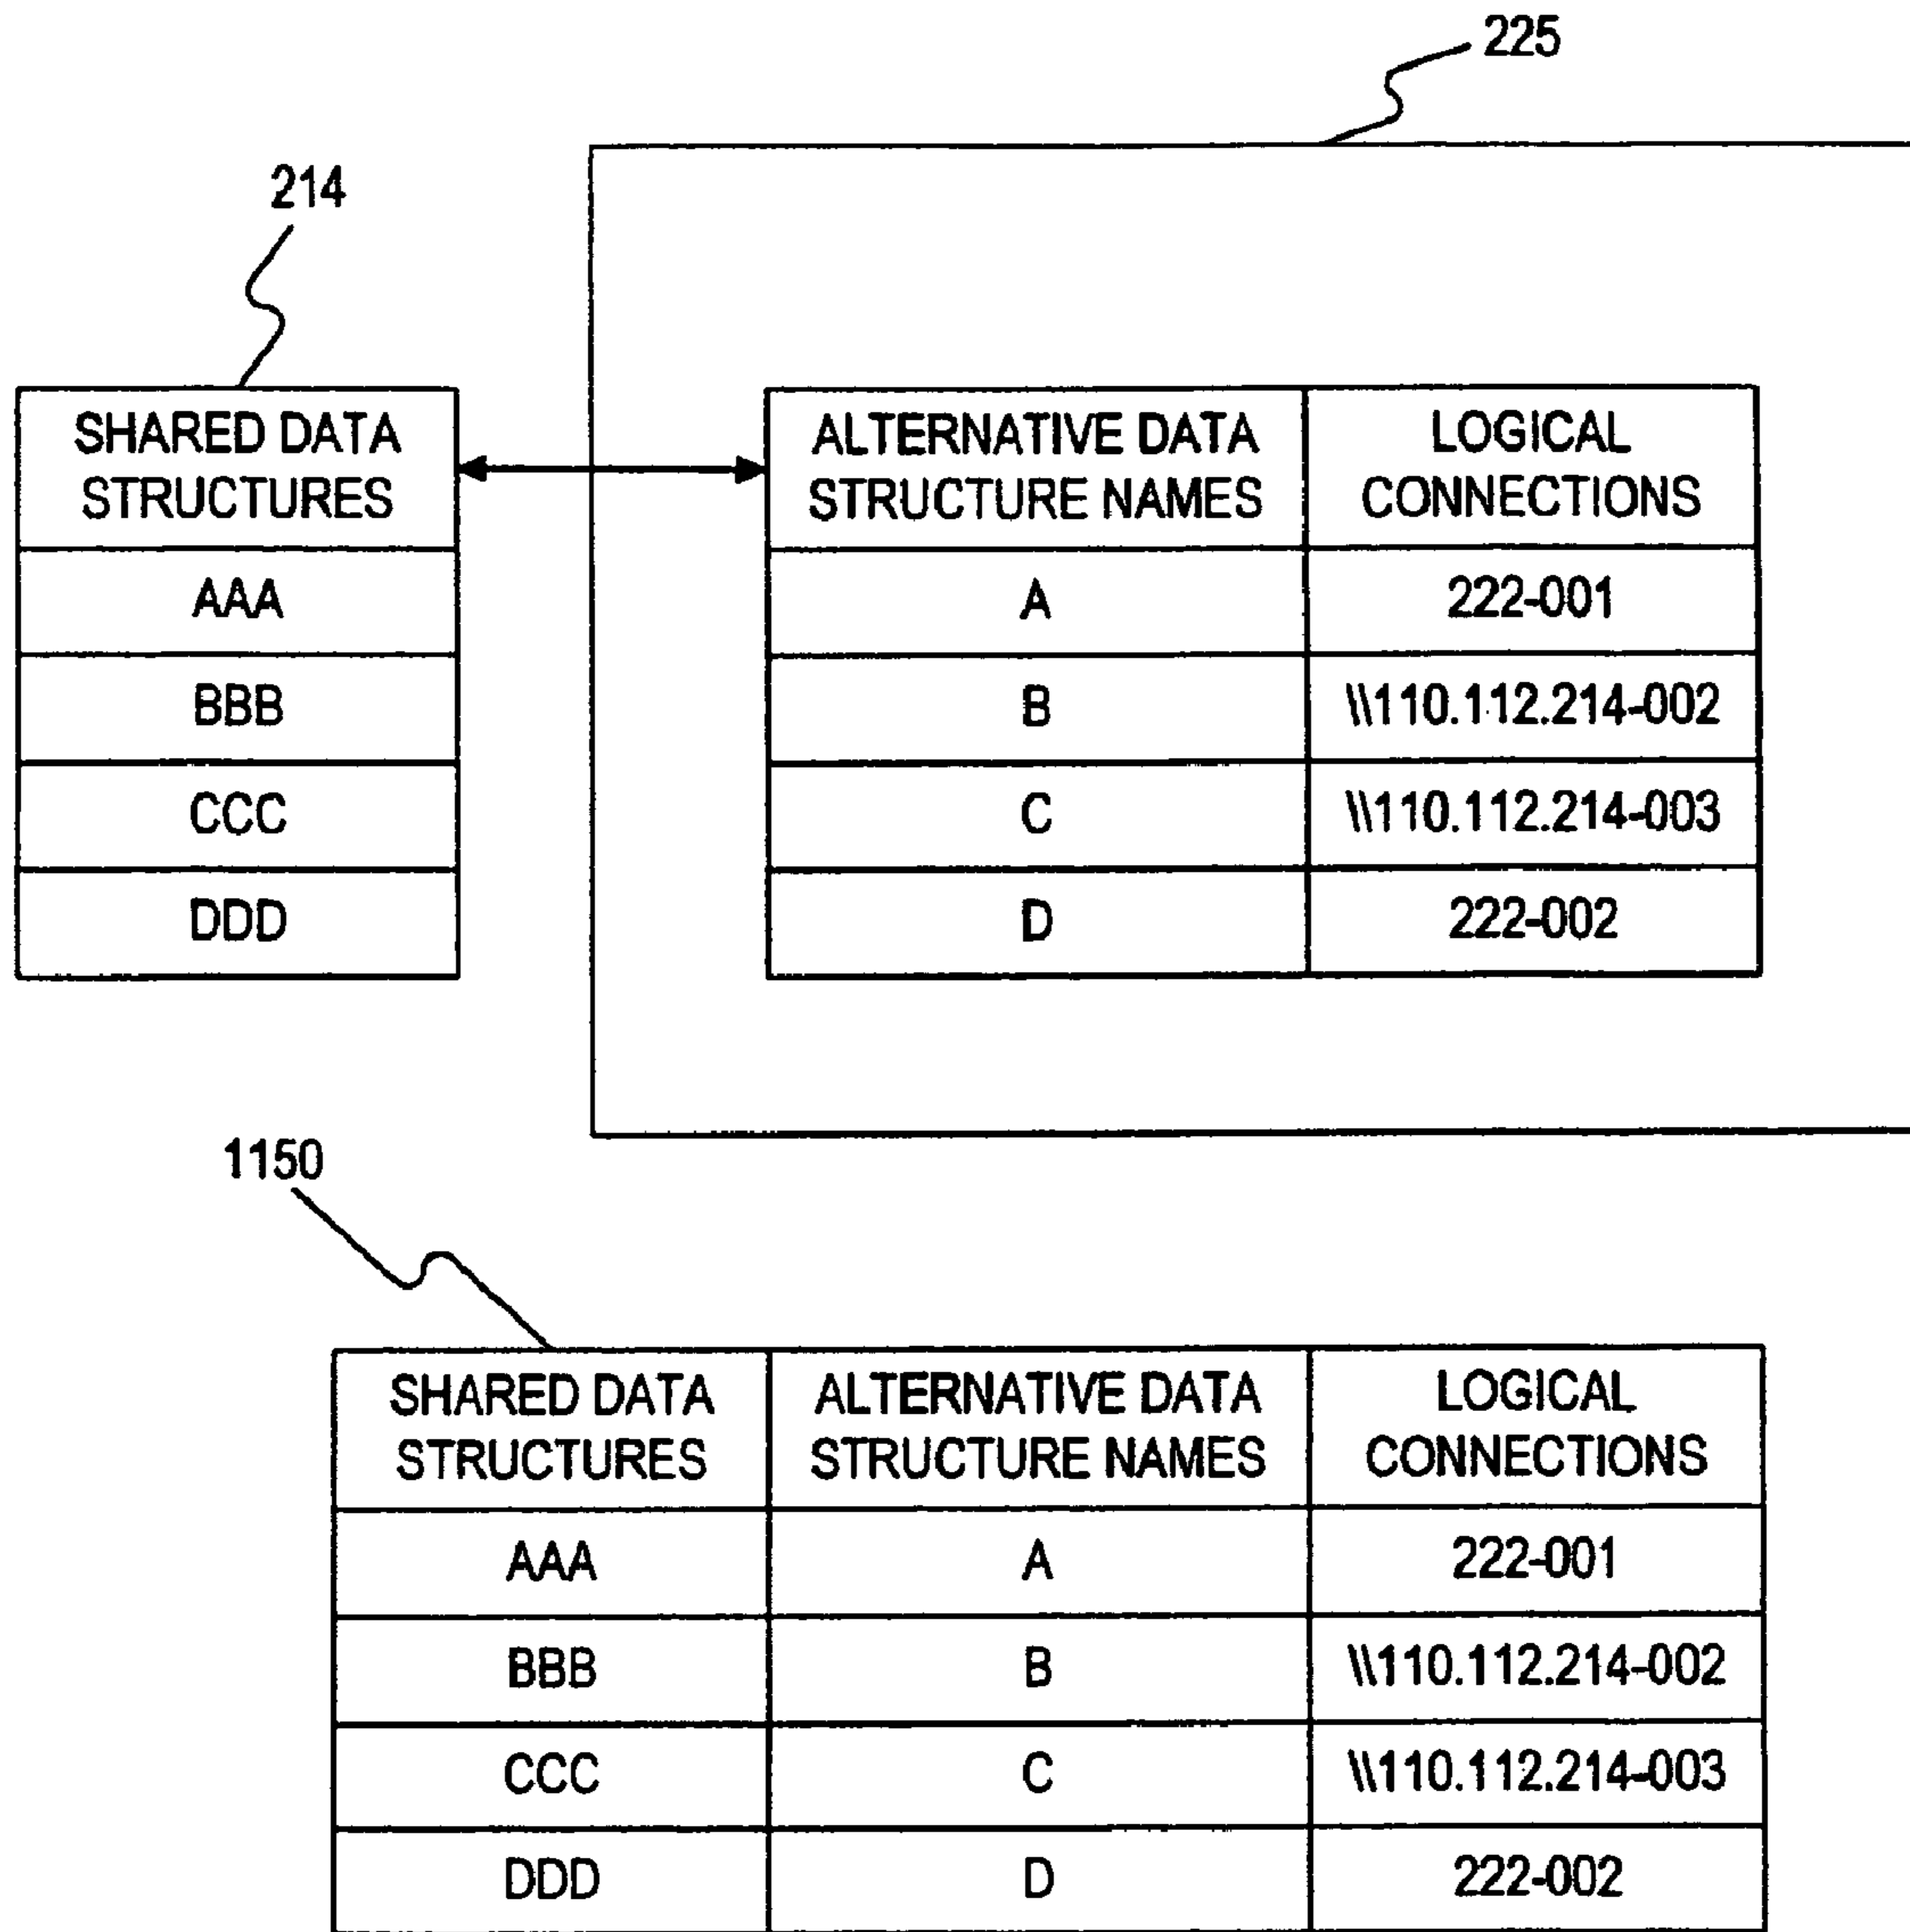 225
214
SHARED DATA
STRUCTURES
AAA
BBB
CCC
DDD
ALTERNATIVE DATA
STRUCTURE NAMES
LOGICAL
CONNECTIONS
A
222-001
B
\\110.112.214-002
C
\\110.112.214-003
D
222-002
1150
SHARED DATA
STRUCTURES
ALTERNATIVE DATA
STRUCTURE NAMES
LOGICAL
CONNECTIONS
AAA
A
222-001
BBB
B
\\110.112.214-002
CCC
C
\\110.112.214-003
DDD
D
222-002